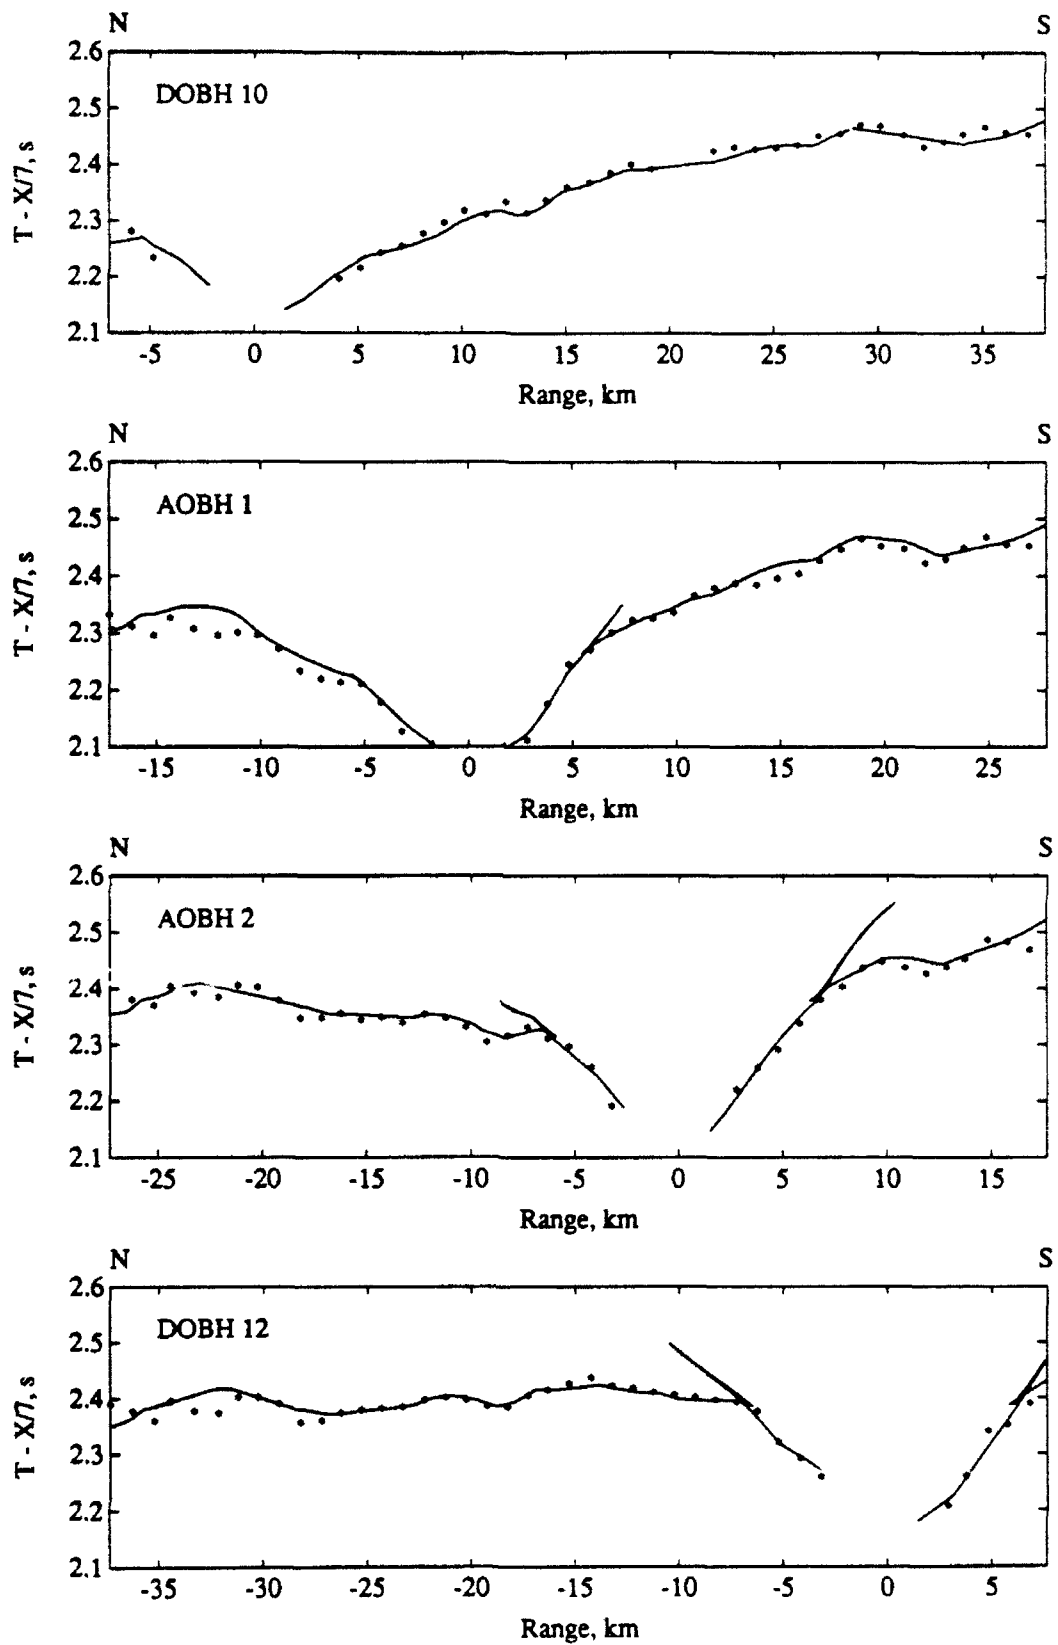 N S
2.6
DOBH 10
2.5
2.4
T - X/7, s
2.3
2.2
2.1
-5 0 5 10 15 20 25 30 35
Range, km
N S
2.6
AOBH 1
2.5
2.4
T - X/7, s
2.3
2.2
2.1
-15 -10 -5 0 5 10 15 20 25
Range, km
N S
2.6
AOBH 2
2.5
2.4
T - X/7, s
2.3
2.2
2.1
-25 -20 -15 -10 -5 0 5 10 15
Range, km
N S
2.6
DOBH 12
2.5
2.4
T - X/7, s
2.3
2.2
2.1
-35 -30 -25 -20 -15 -10 -5 0 5
Range, km